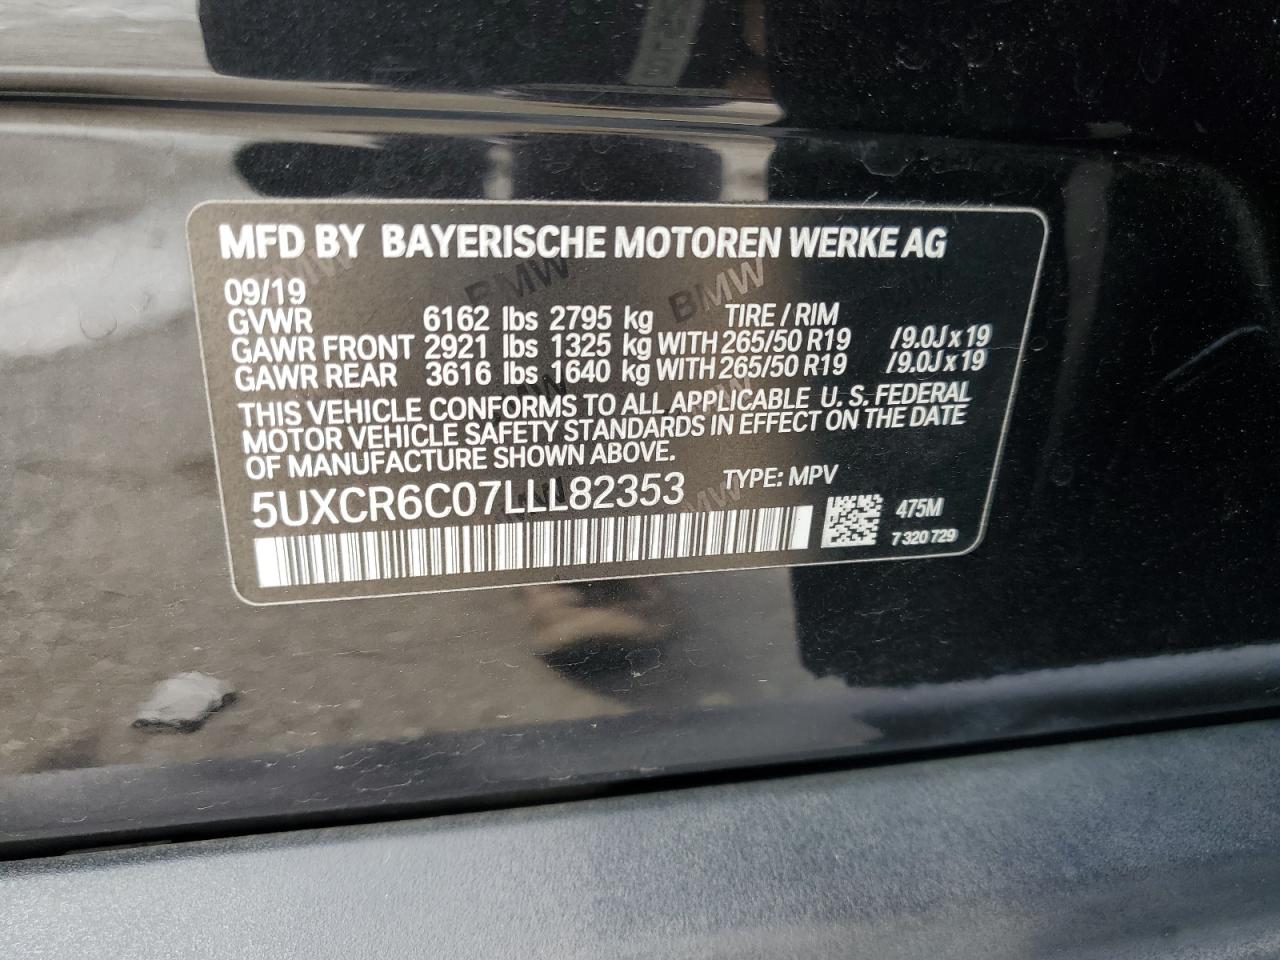 MFD BY BAYERISCHE MOTOREN WERKE AG
09/19
GVWR 6162 lbs 2795 kg TIRE / RIM
GAWR FRONT 2921 lbs 1325 kg WITH 265/50 R19 /9.0J x 19
GAWR REAR 3616 lbs 1640 kg WITH 265/50 R19 /9.0J x 19
THIS VEHICLE CONFORMS TO ALL APPLICABLE U. S. FEDERAL
MOTOR VEHICLE SAFETY STANDARDS IN EFFECT ON THE DATE
OF MANUFACTURE SHOWN ABOVE.
5UXCR6C07LLL82353 TYPE: MPV
475M
7 320 729
BMW
BMW